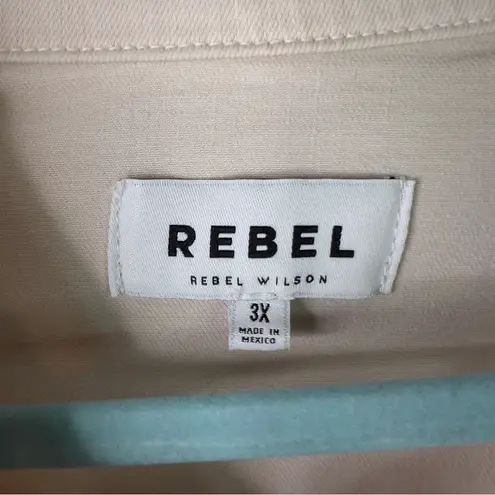 REBEL
REBEL WILSON
3X
MADE IN
MEXICO